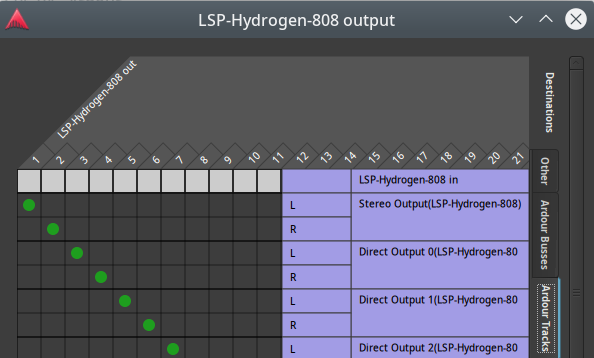 LSP-Hydrogen-808 output
LSP-Hydrogen-808 out
1 2 3 4 5 6 7 8 9 10 11 12 13 14 15 16 17 18 19 20 21
LSP-Hydrogen-808 in
L Stereo Output(LSP-Hydrogen-808)
R
L Direct Output 0(LSP-Hydrogen-80
R
L Direct Output 1(LSP-Hydrogen-80
R
L Direct Output 2(LSP-Hydrogen-80
Destinations
Other
Ardour Busses
Ardour Tracks